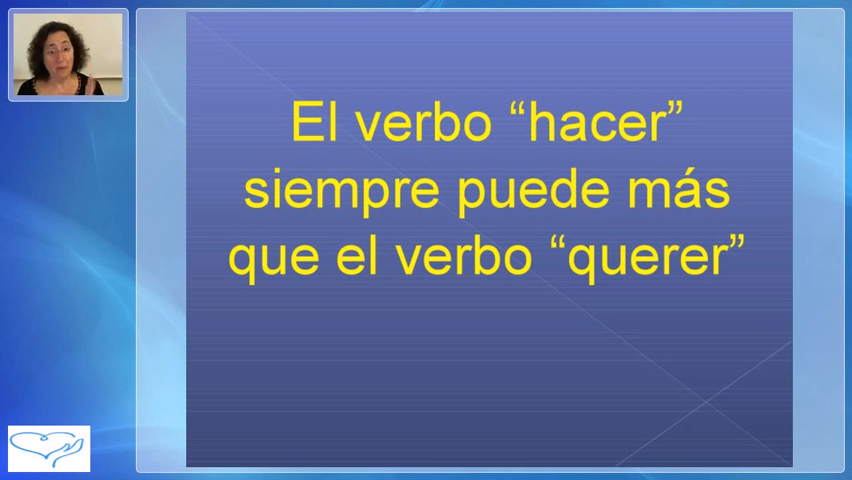 El verbo “hacer”
siempre puede más
que el verbo “querer”